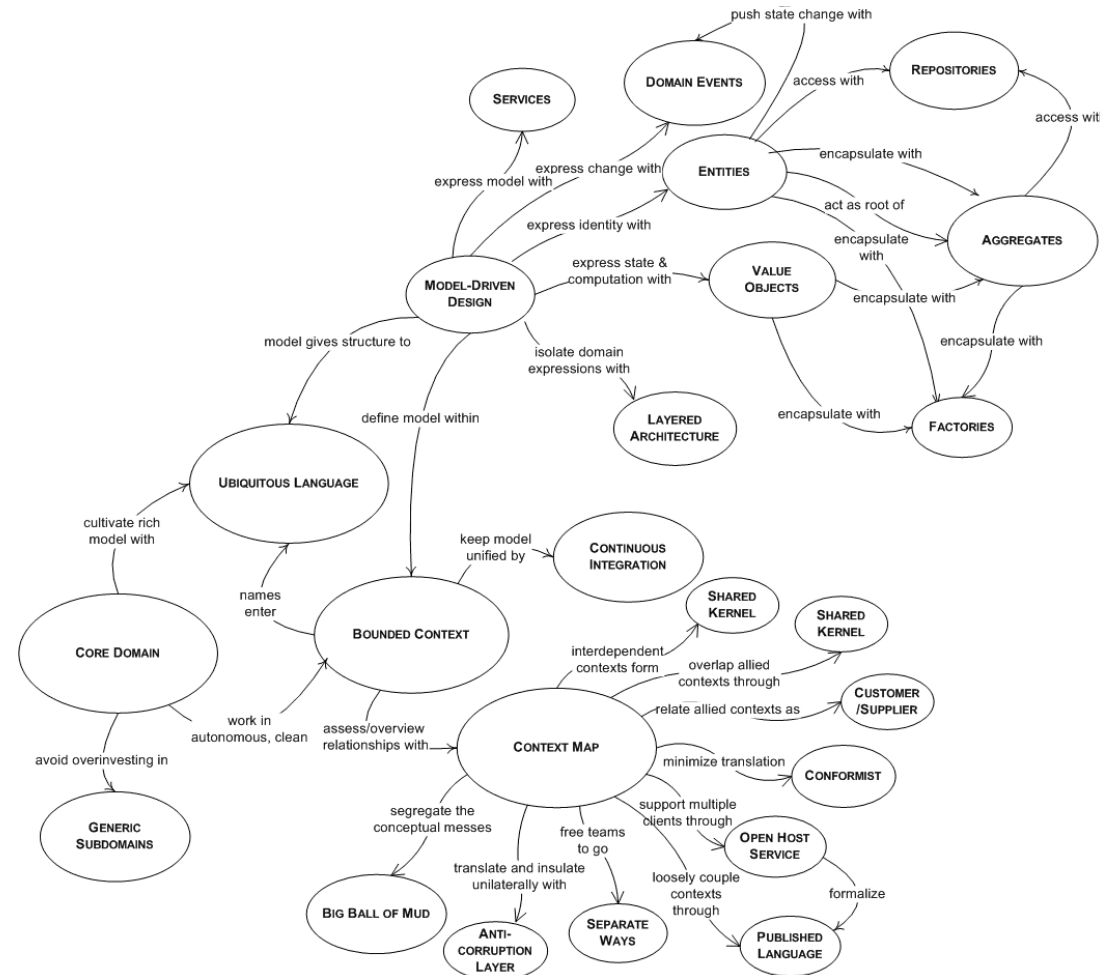 push state change with
DOMAIN EVENTS
REPOSITORIES
access with
SERVICES
access wit
encapsulate with
express change with
ENTITIES
express model with
act as root of
express identity with
encapsulate
with
AGGREGATES
express state &
computation with
VALUE
OBJECTS
MODEL-DRIVEN
DESIGN
encapsulate with
model gives structure to
isolate domain
expressions with
encapsulate with
define model within
LAYERED
ARCHITECTURE
encapsulate with
FACTORIES
UBIQUITOUS LANGUAGE
cultivate rich
model with
keep model
unified by
CONTINUOUS
INTEGRATION
names
enter
SHARED
KERNEL
SHARED
KERNEL
BOUNDED CONTEXT
CORE DOMAIN
interdependent
contexts form
overlap allied
contexts through
CUSTOMER
/SUPPLIER
relate allied contexts as
work in
autonomous, clean
assess/overview
relationships with
CONTEXT MAP
avoid overinvesting in
minimize translation
CONFORMIST
segregate the
conceptual messes
support multiple
clients through
GENERIC
SUBDOMAINS
free teams
to go
OPEN HOST
SERVICE
translate and insulate
unilaterally with
loosely couple
contexts
through
formalize
BIG BALL OF MUD
SEPARATE
WAYS
ANTI-
CORRUPTION
LAYER
PUBLISHED
LANGUAGE